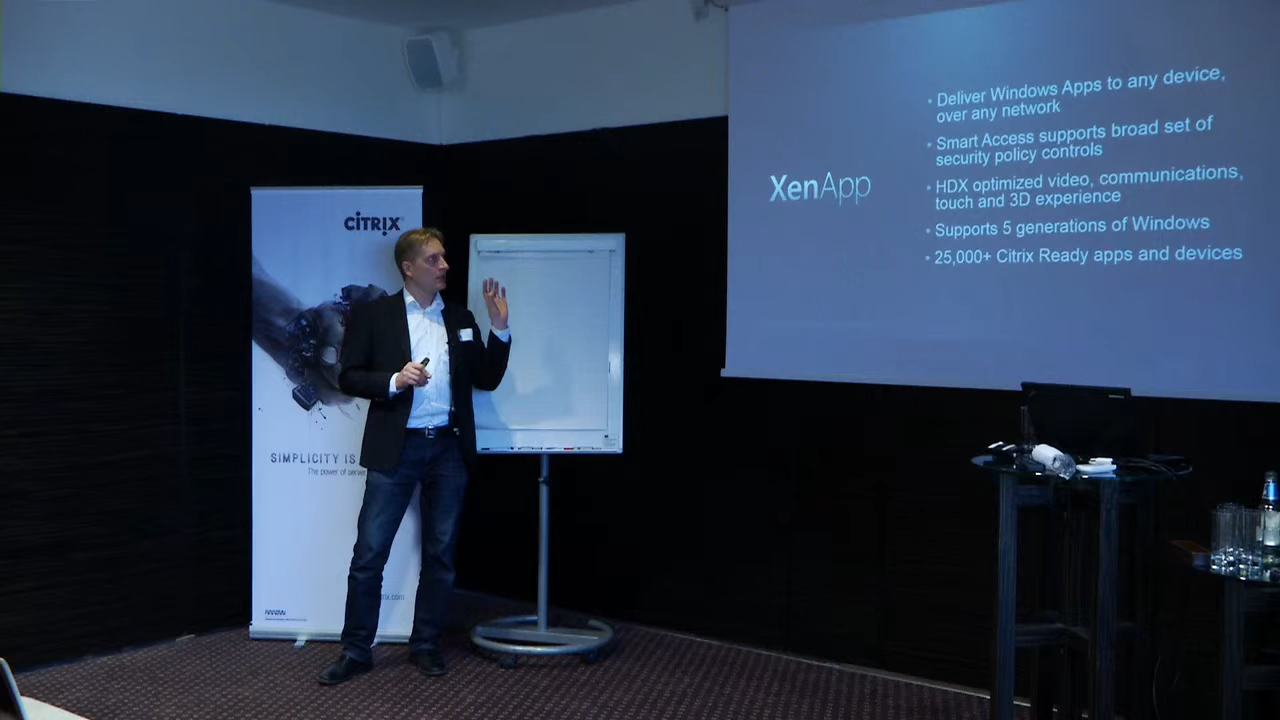 XenApp
• Deliver Windows Apps to any device,
over any network
• Smart Access supports broad set of
security policy controls
• HDX optimized video, communications,
touch and 3D experience
• Supports 5 generations of Windows
• 25,000+ Citrix Ready apps and devices
CiTRIX
SIMPLICITY IS
The power of server
ARROW